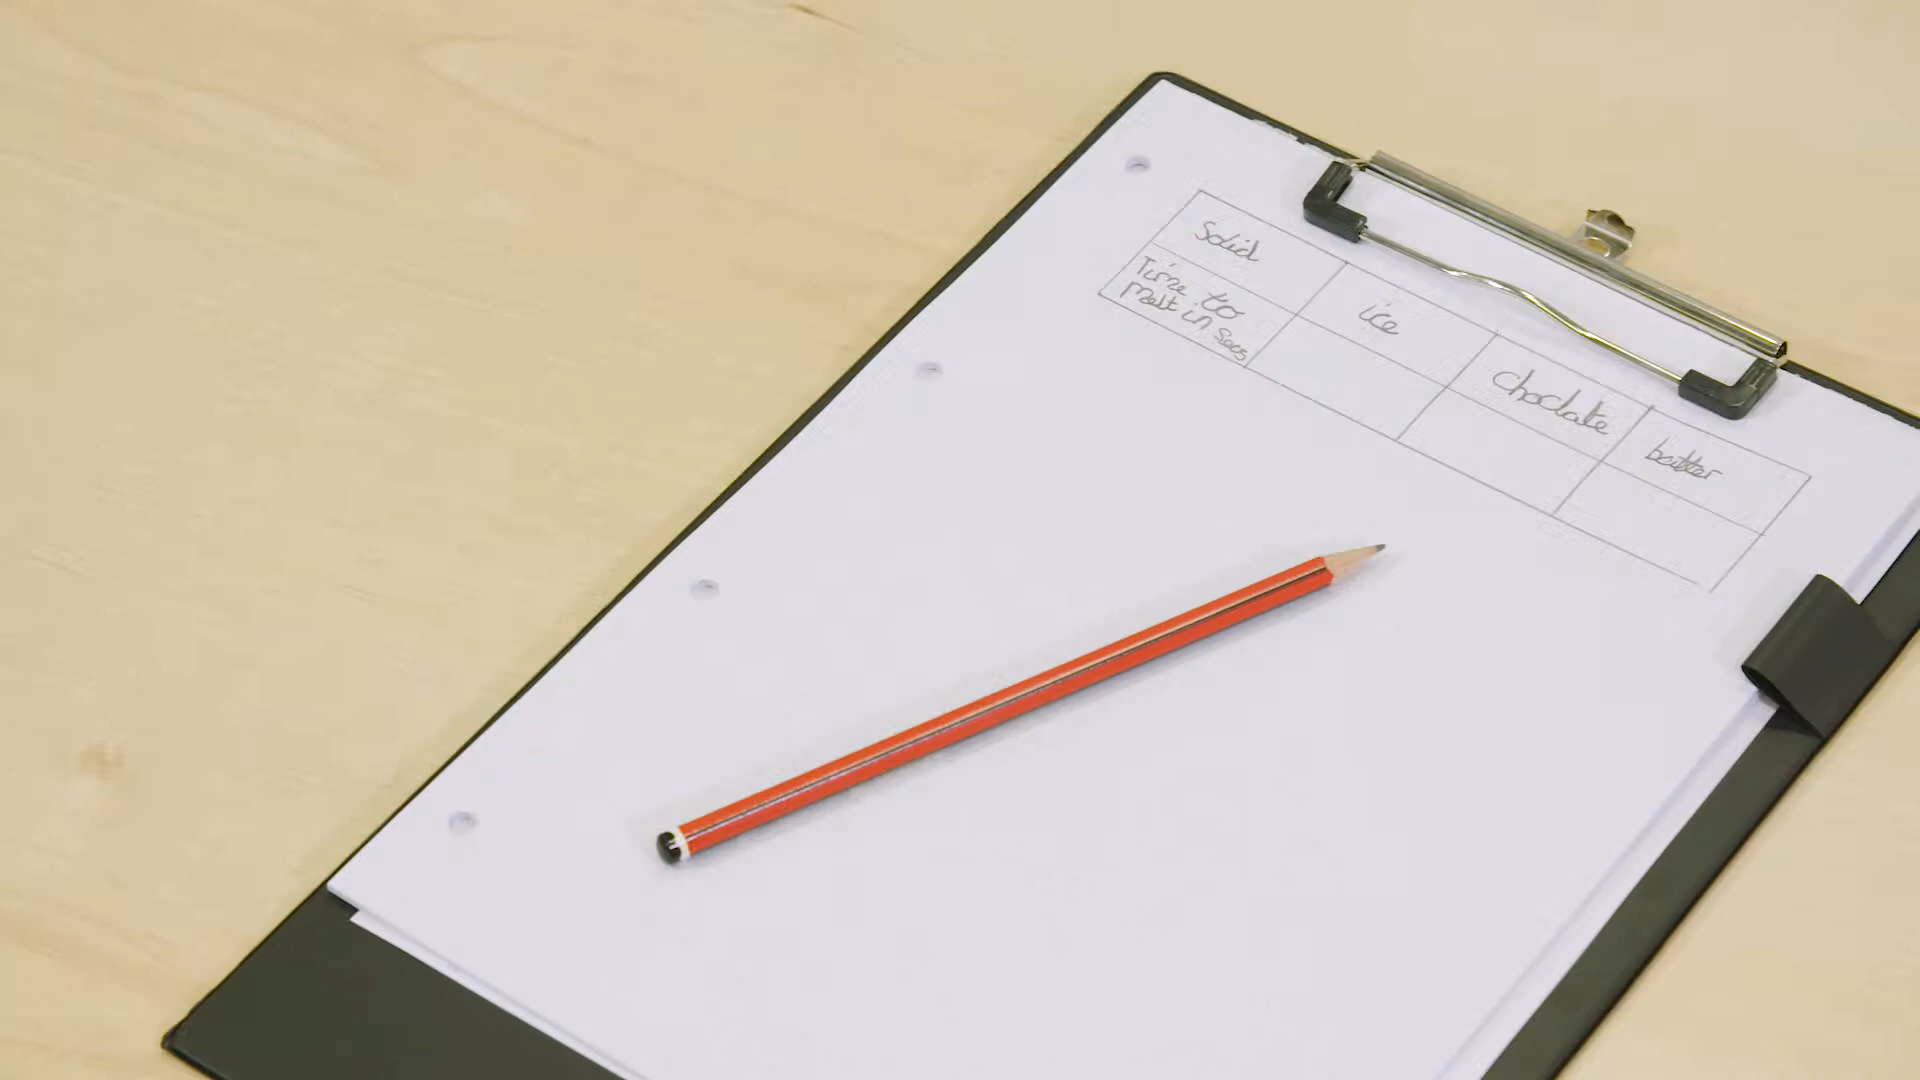 Solid
ice
choclate
butter
Time to
Melt in Secs